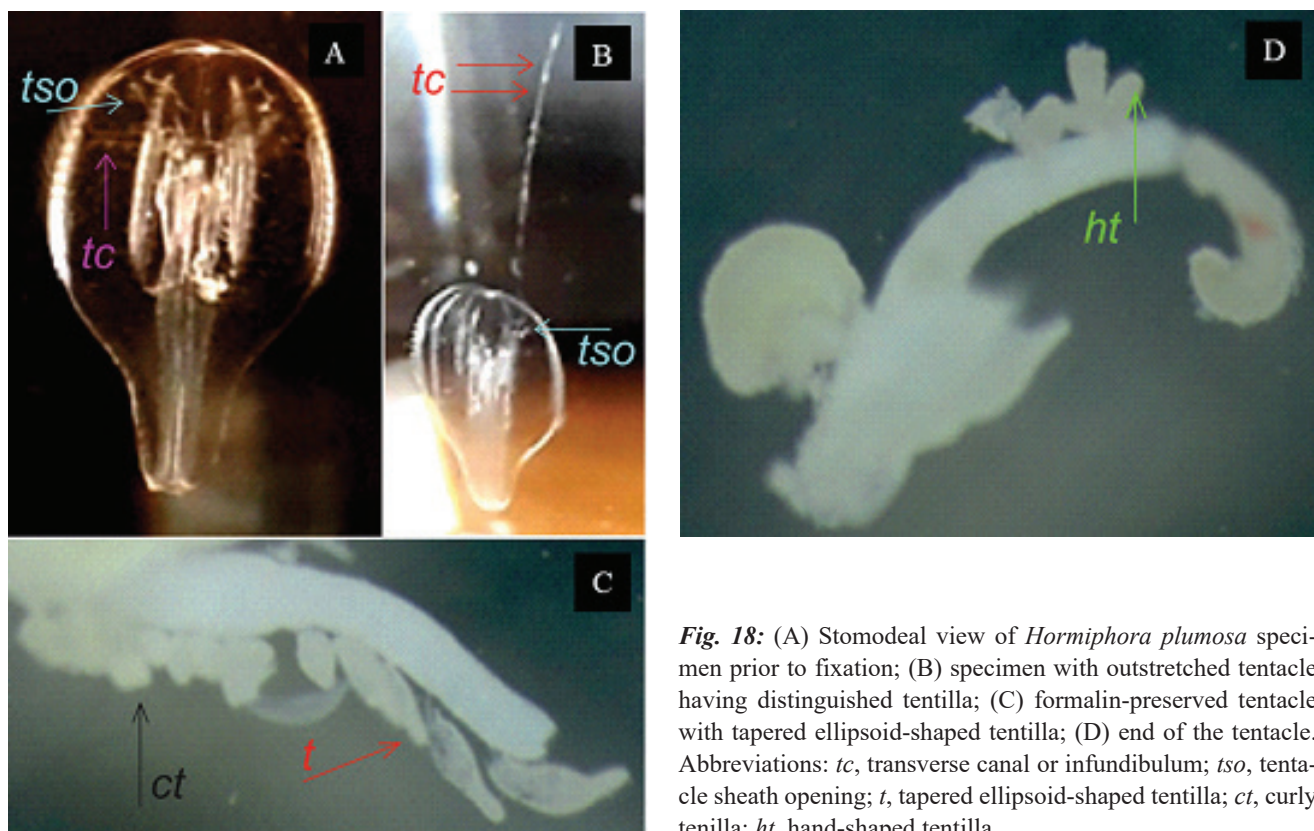 A
tso
tc
B
tc
tso
C
t
ct
D
ht
Fig. 18: (A) Stomodeal view of Hormiphora plumosa speci-
men prior to fixation; (B) specimen with outstretched tentacle
having distinguished tentilla; (C) formalin-preserved tentacle
with tapered ellipsoid-shaped tentilla; (D) end of the tentacle.
Abbreviations: tc, transverse canal or infundibulum; tso, tenta-
cle sheath opening; t, tapered ellipsoid-shaped tentilla; ct, curly
tenilla; ht, hand-shaped tentilla